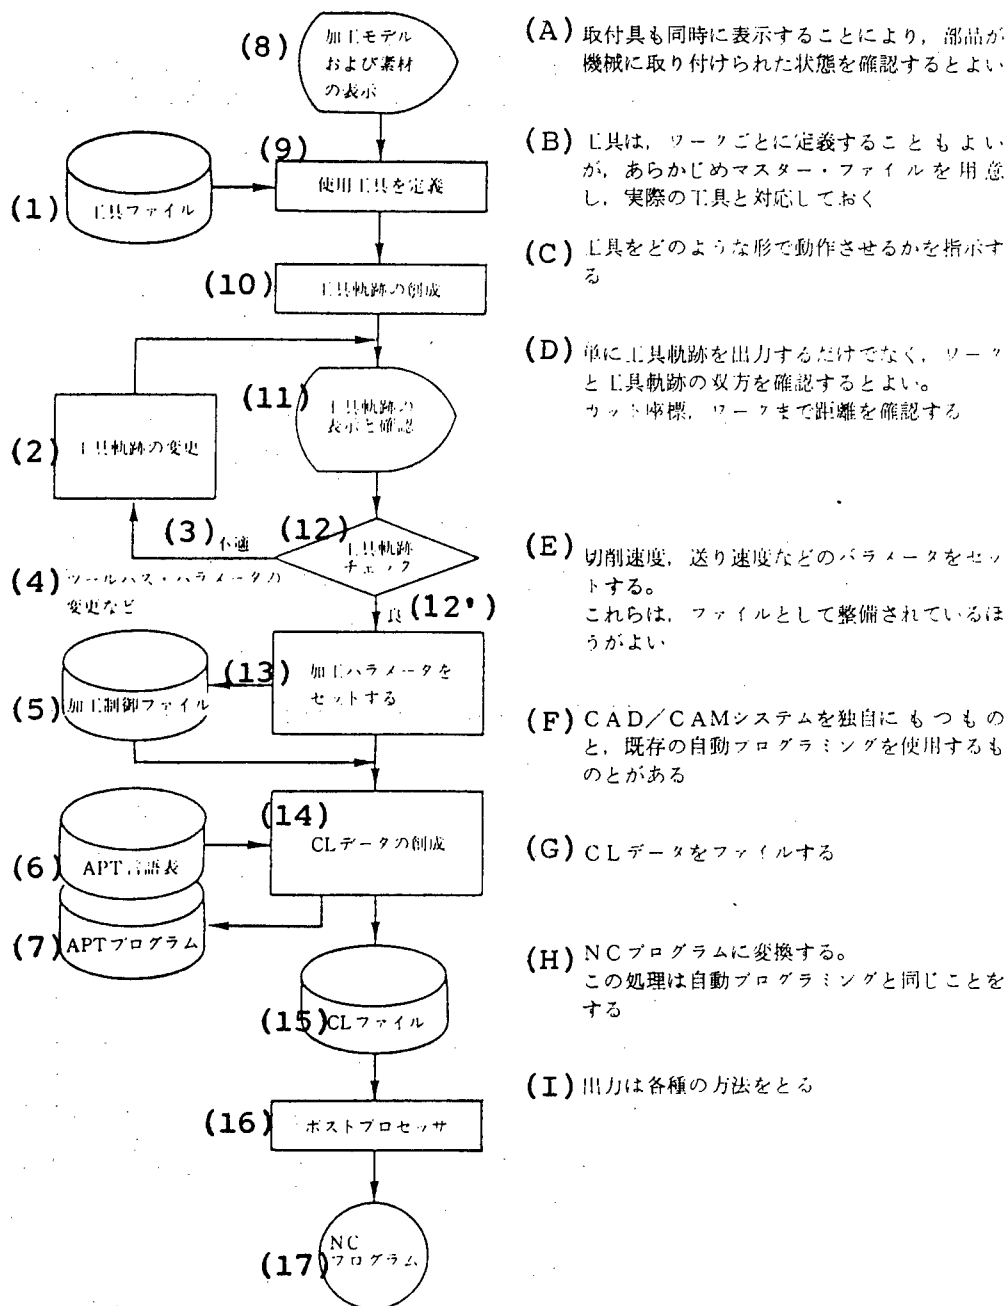 (8) 加工モデル
および素材
の表示
(A) 取付具も同時に表示することにより，部品が
機械に取り付けられた状態を確認するとよい
(9)
使用工具を定義
(1) 工具ファイル
(B) 工具は，ワークごとに定義することもよい
が，あらかじめマスター・ファイルを用意
し，実際の工具と対応しておく
(10) 工具軌跡の創成
(C) 工具をどのような形で動作させるかを指示す
る
(11) 工具軌跡の
表示と確認
(D) 単に工具軌跡を出力するだけでなく，ワーク
と工具軌跡の双方を確認するとよい。
カット座標，ワークまで距離を確認する
(2) 工具軌跡の変更
(3) 不適
(12) 工具軌跡
チェック
(4) ツールパス・パラメータの
変更など
良 (12')
(E) 切削速度，送り速度などのパラメータをセッ
トする。
これらは，ファイルとして整備されているほ
うがよい
(13) 加工パラメータを
セットする
(5) 加工制御ファイル
(F) CAD／CAMシステムを独自にもつもの
と，既存の自動プログラミングを使用するも
のとがある
(14)
CLデータの創成
(6) APT言語表
(7) APTプログラム
(G) CLデータをファイルする
(15) CLファイル
(H) NCプログラムに変換する。
この処理は自動プログラミングと同じことを
する
(16) ポストプロセッサ
(I) 出力は各種の方法をとる
(17) NC
プログラム